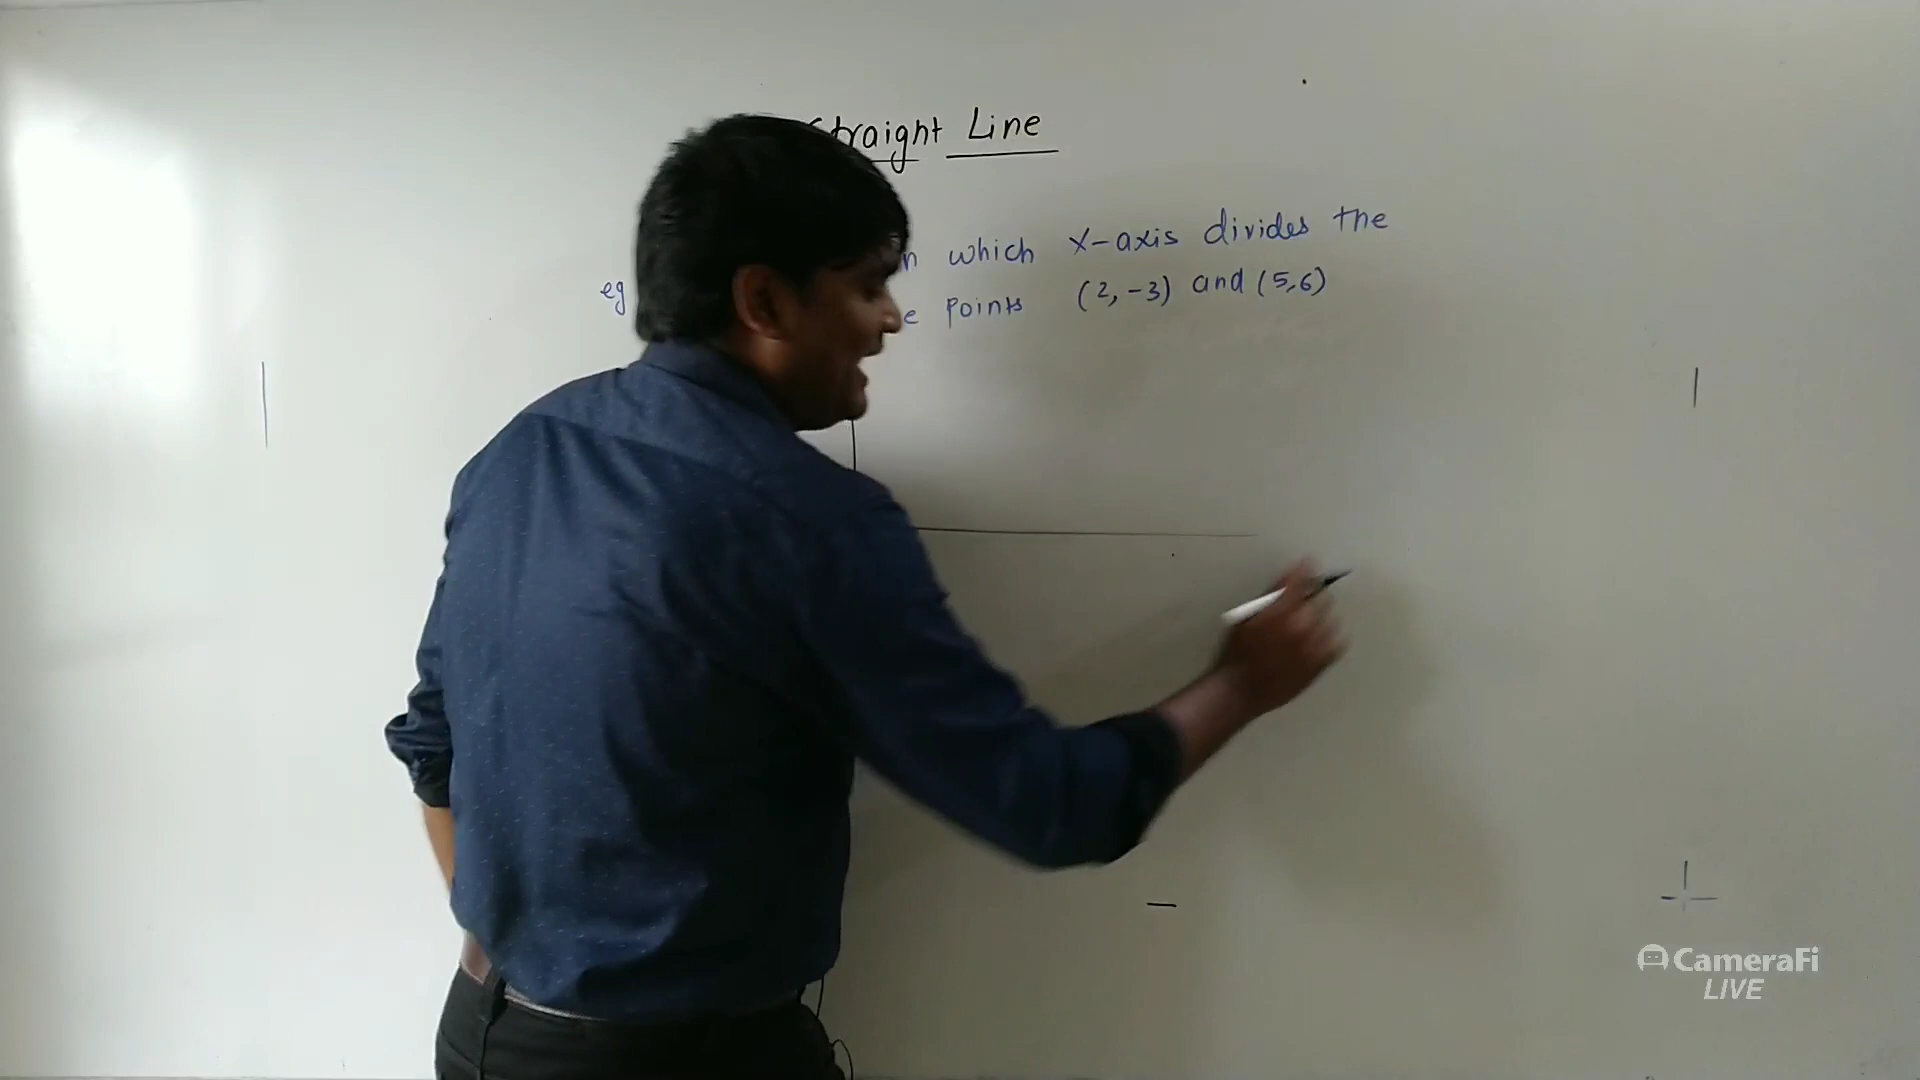 Straight Line
which X-axis divides the
eg
points (2,-3) and (5,6)
CameraFi
LIVE